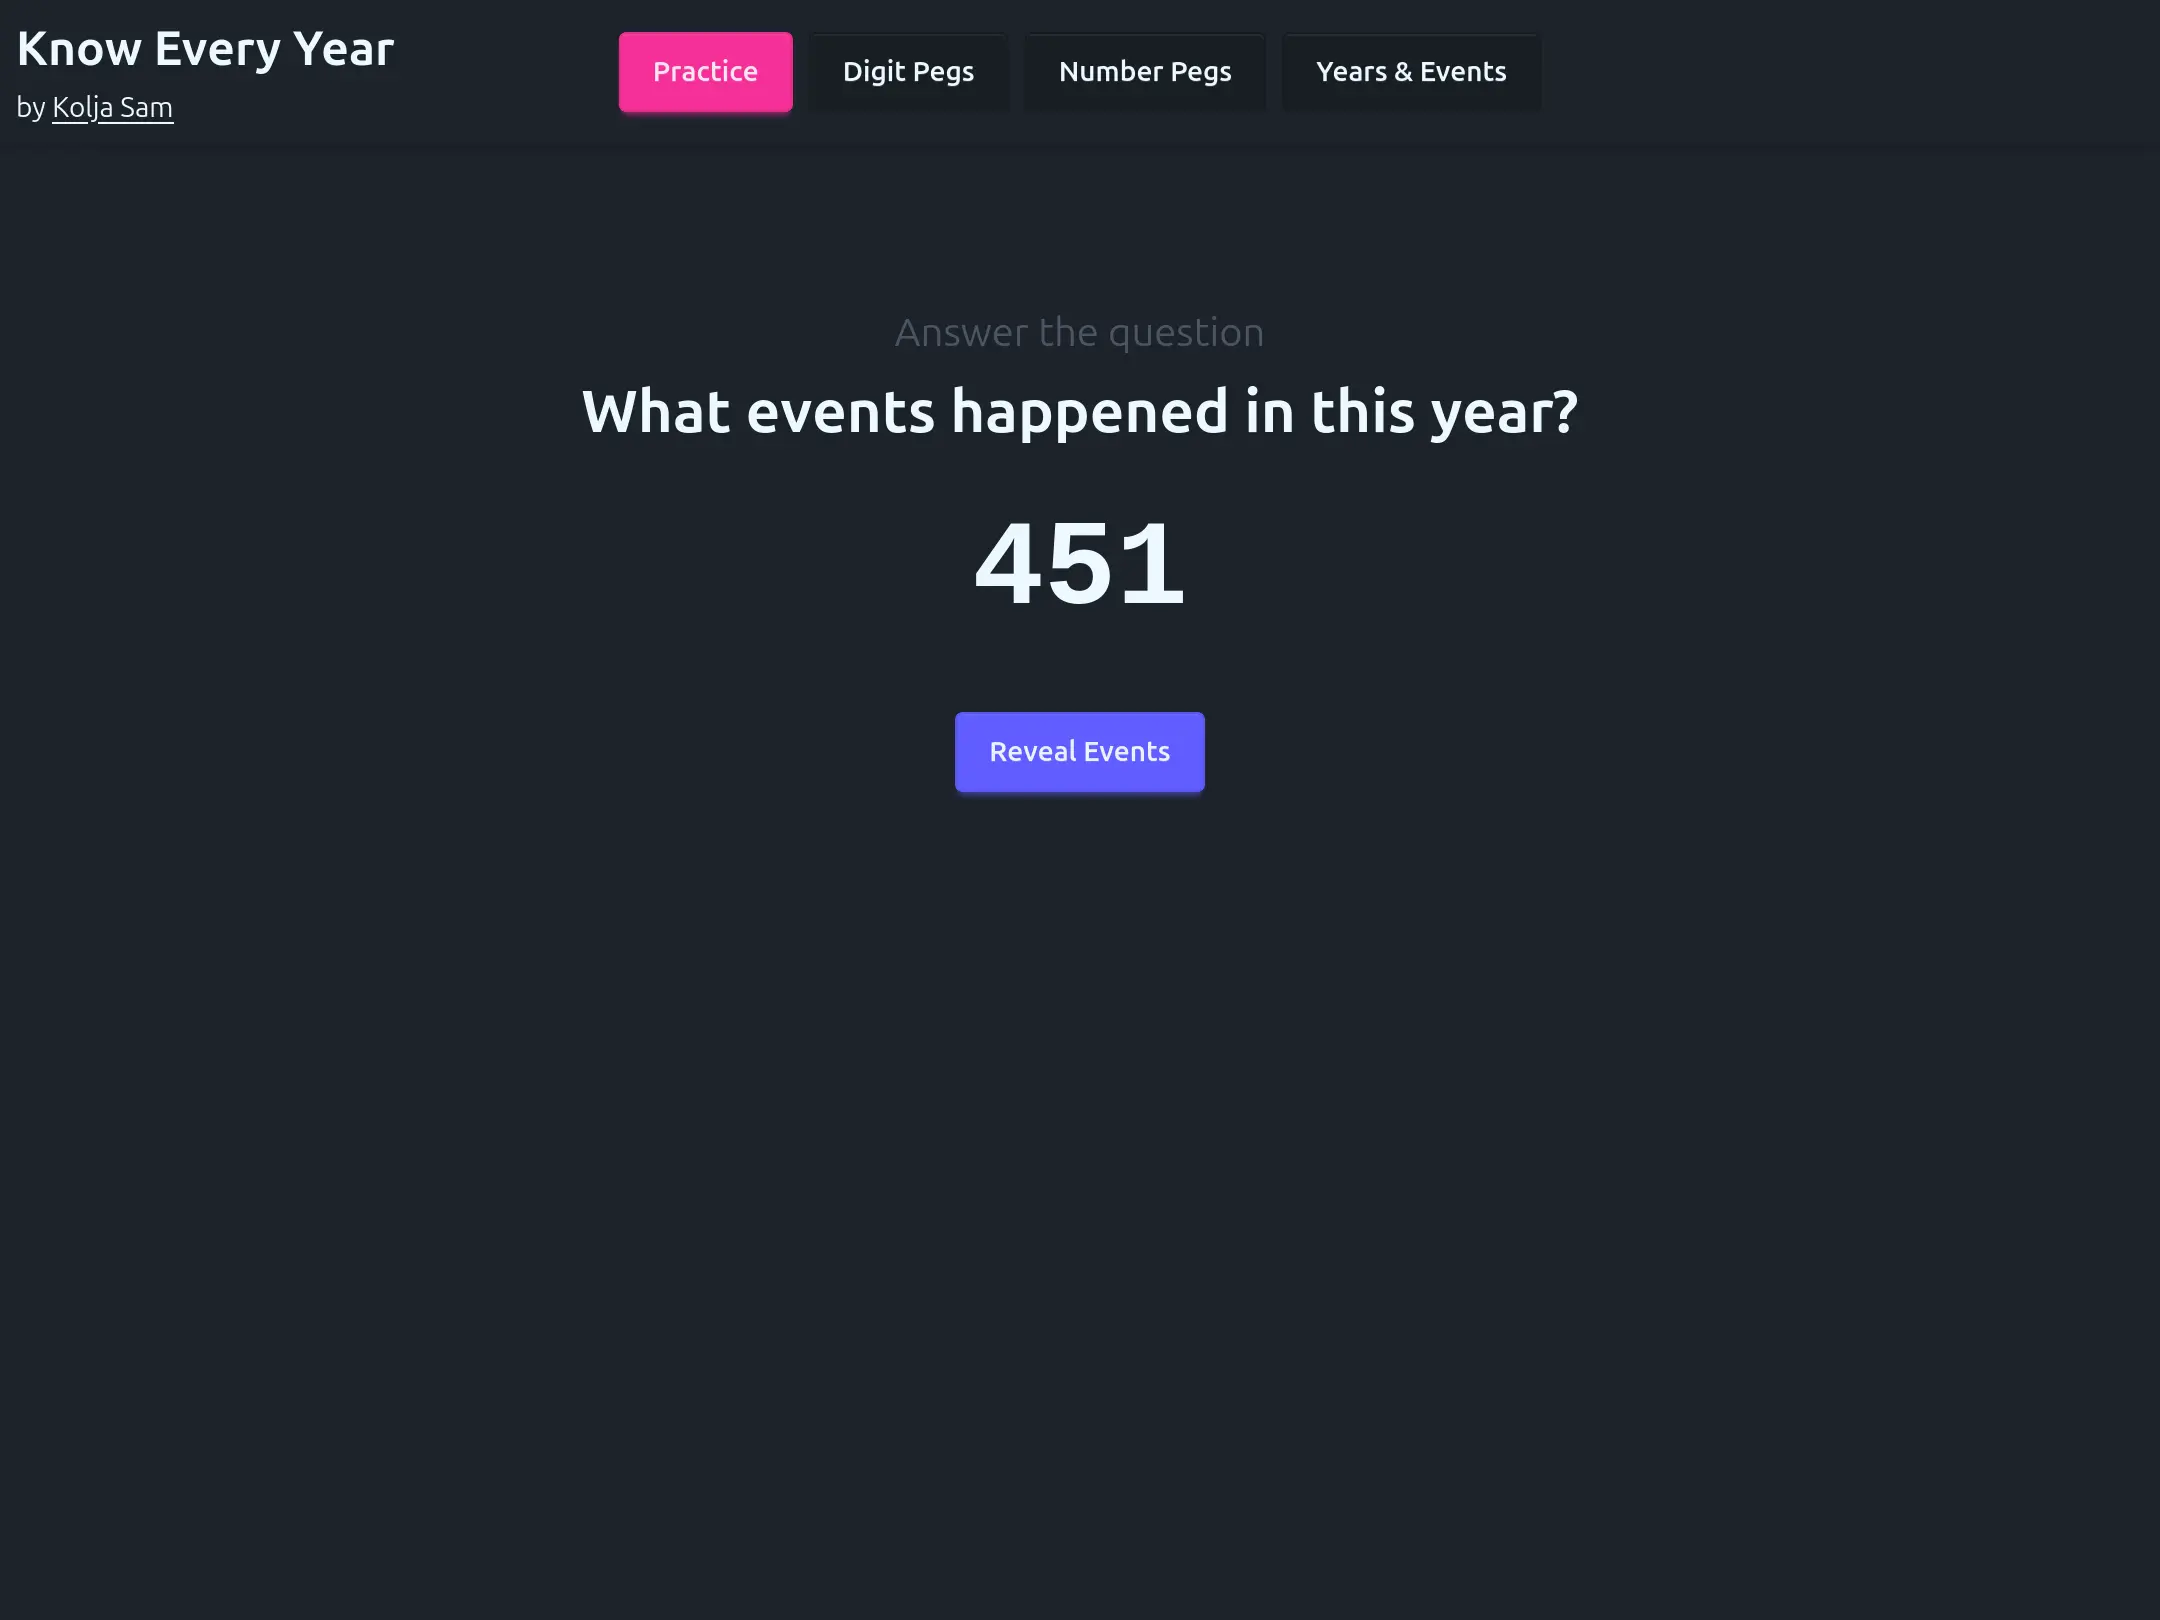 Know Every Year
by Kolja Sam
Practice
Digit Pegs
Number Pegs
Years & Events
Answer the question
What events happened in this year?
451
Reveal Events